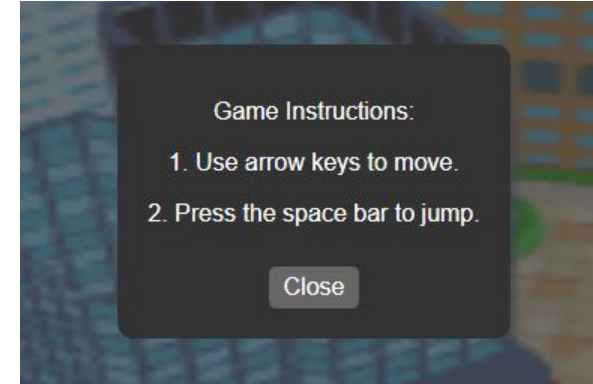 Game Instructions:
1. Use arrow keys to move.
2. Press the space bar to jump.
Close